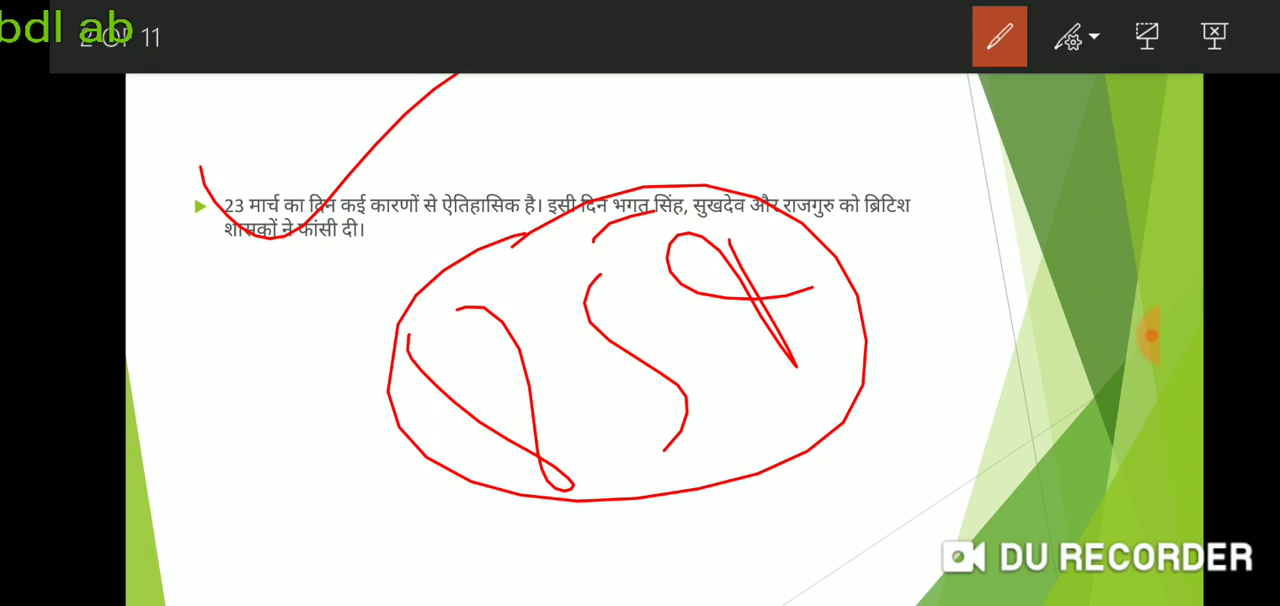 bdl ab
2 OF 11
23 मार्च का दिन कई कारणों से ऐतिहासिक है। इसी दिन भगत सिंह, सुखदेव और राजगुरु को ब्रिटिश
शासकों ने फांसी दी।
DU RECORDER